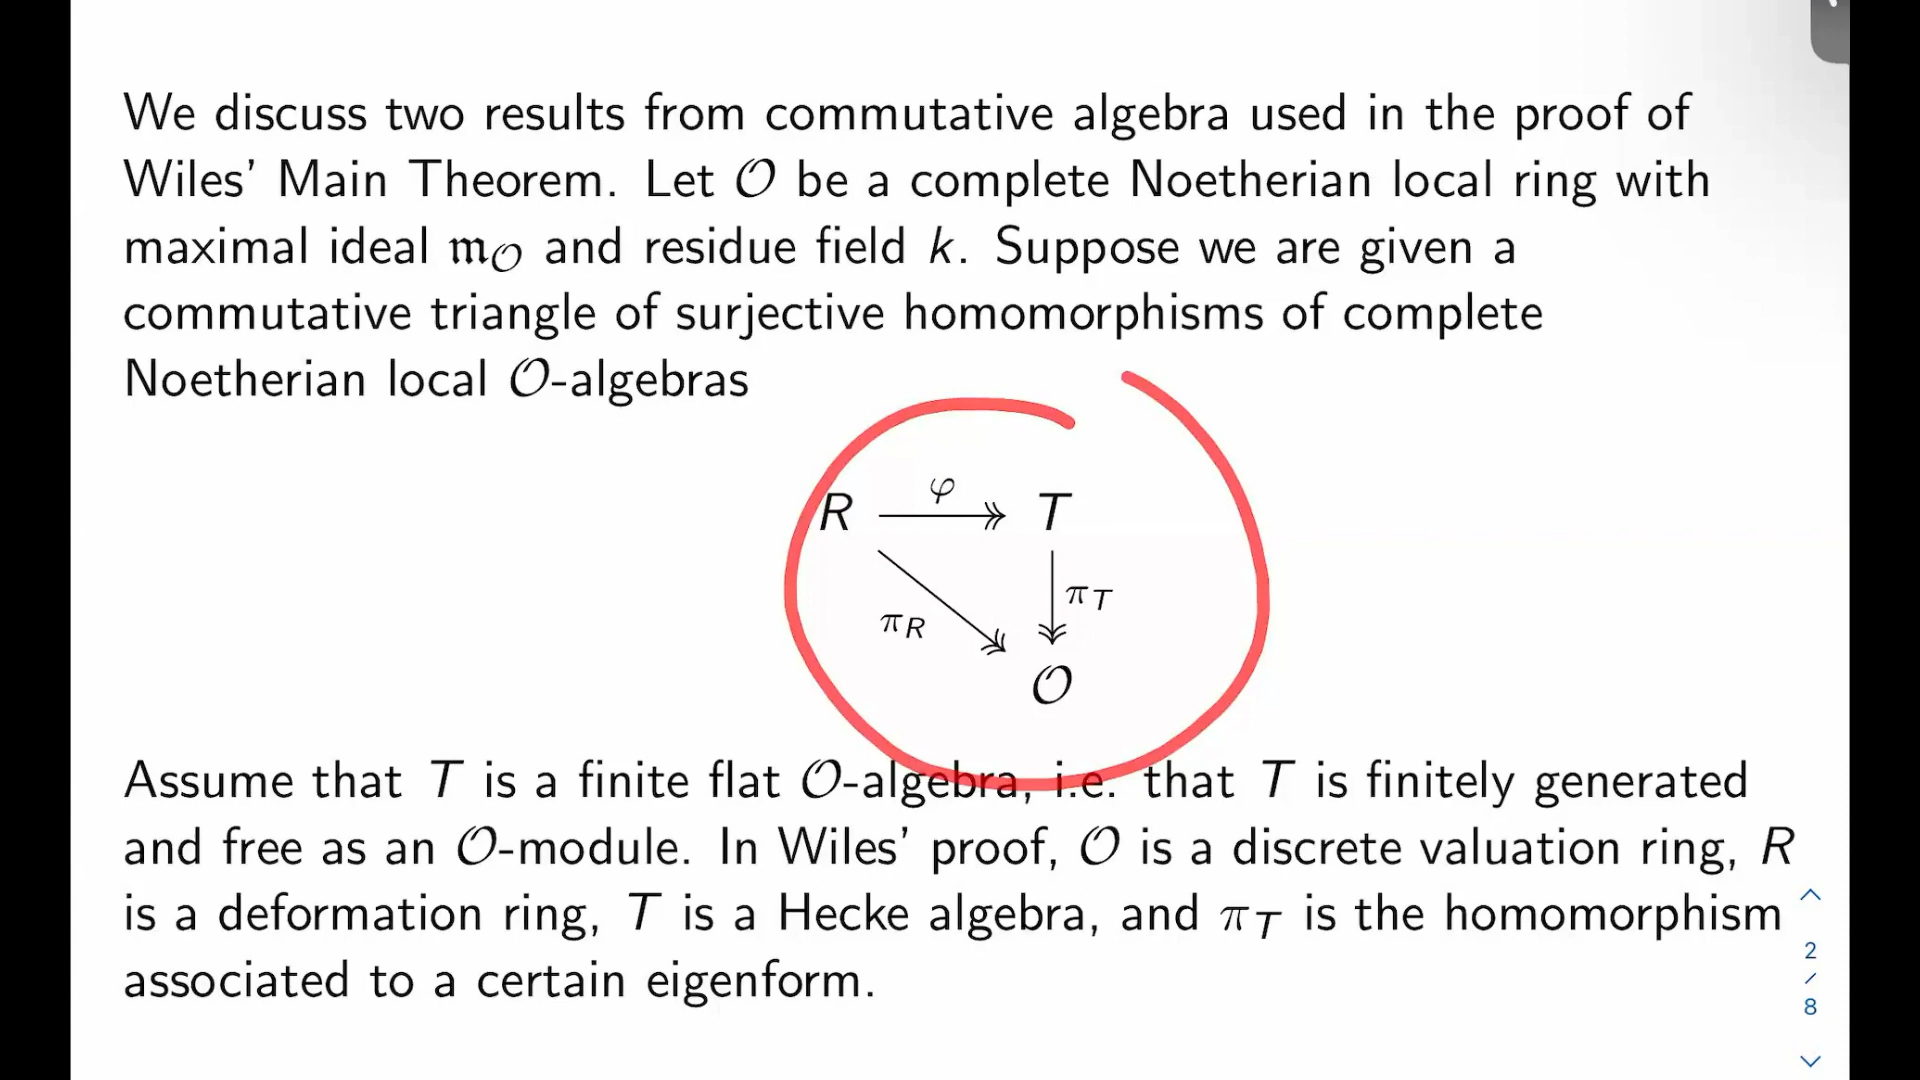 We discuss two results from commutative algebra used in the proof of
Wiles' Main Theorem. Let 𝒪 be a complete Noetherian local ring with
maximal ideal 𝔪_𝒪 and residue field k. Suppose we are given a
commutative triangle of surjective homomorphisms of complete
Noetherian local 𝒪-algebras
φ
R ↠ T
π_R π_T
𝒪
Assume that T is a finite flat 𝒪-algebra, i.e. that T is finitely generated
and free as an 𝒪-module. In Wiles' proof, 𝒪 is a discrete valuation ring, R
is a deformation ring, T is a Hecke algebra, and π_T is the homomorphism
associated to a certain eigenform.
2
/
8